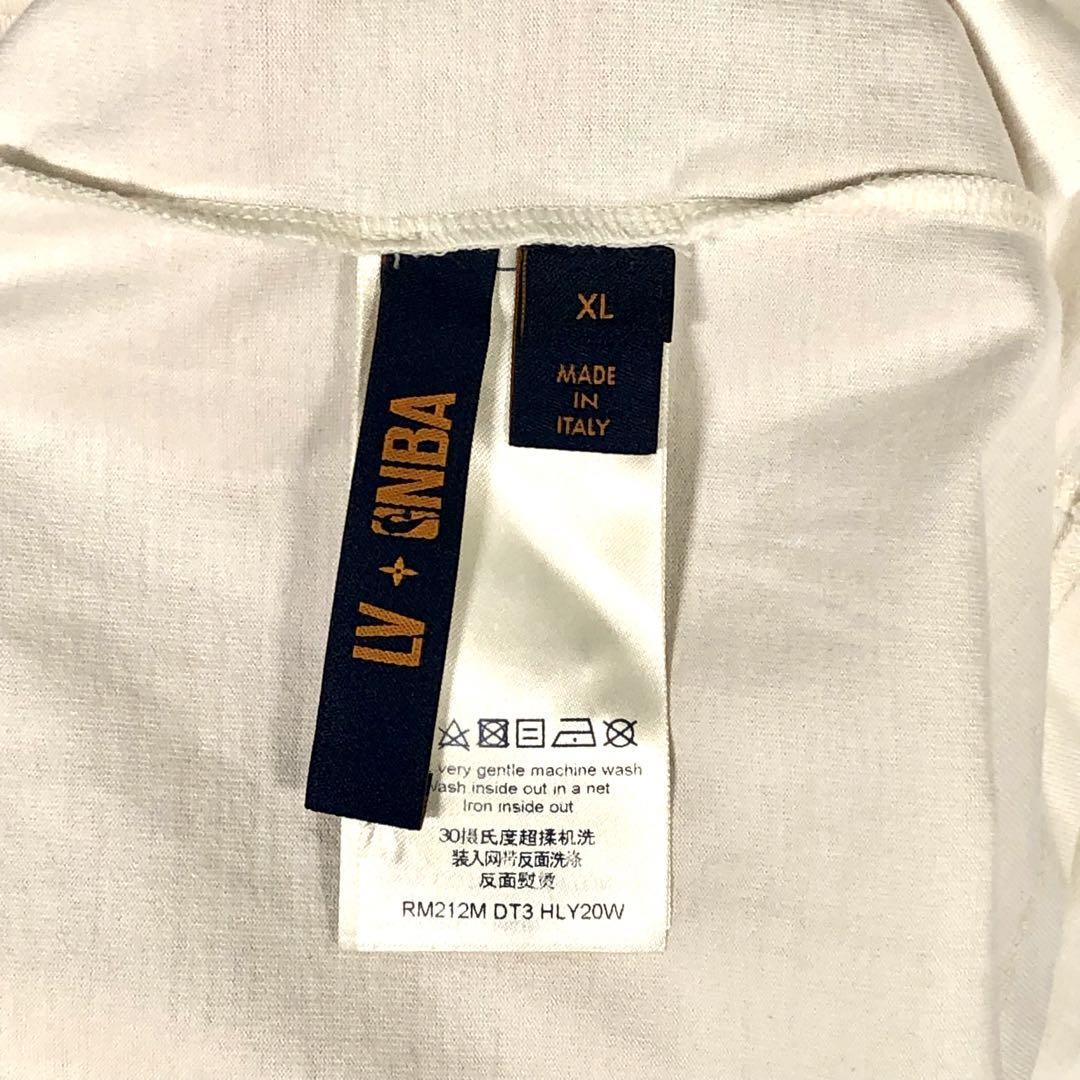 XL
MADE
IN
ITALY
LV + NBA
very gentle machine wash
Wash inside out in a net
Iron inside out
30摄氏度超揉机洗
装入网带反面洗涤
反面熨烫
RM212M DT3 HLY20W